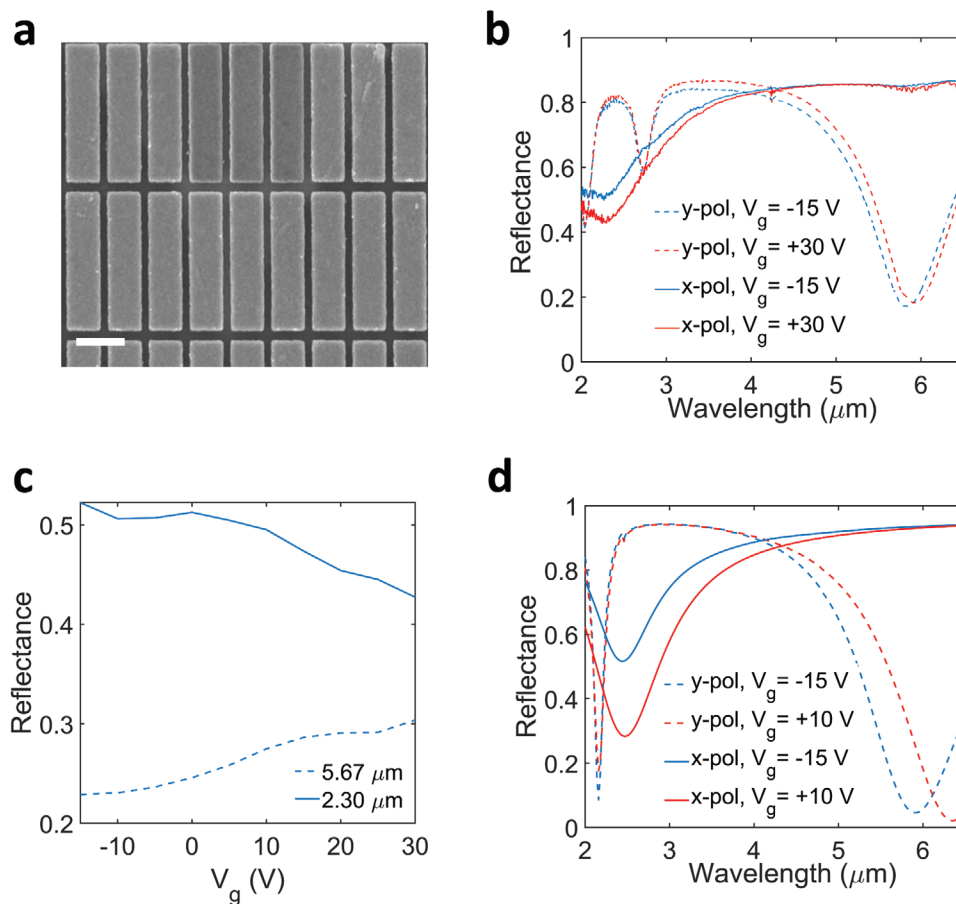 a
b
1
0.8
0.6
0.4
0.2
0
Reflectance
y-pol, V_g= -15 V
y-pol, V_g= +30 V
x-pol, V_g= -15 V
x-pol, V_g= +30 V
2 3 4 5 6
Wavelength (μm)
c
0.5
0.4
0.3
0.2
Reflectance
5.67 μm
2.30 μm
-10 0 10 20 30
V_g (V)
d
1
0.8
0.6
0.4
0.2
0
Reflectance
y-pol, V_g= -15 V
y-pol, V_g= +10 V
x-pol, V_g= -15 V
x-pol, V_g= +10 V
2 3 4 5 6
Wavelength (μm)